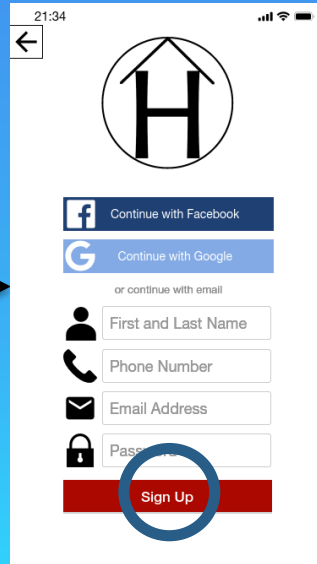 21:34
H
Continue with Facebook
Continue with Google
or continue with email
First and Last Name
Phone Number
Email Address
Password
Sign Up